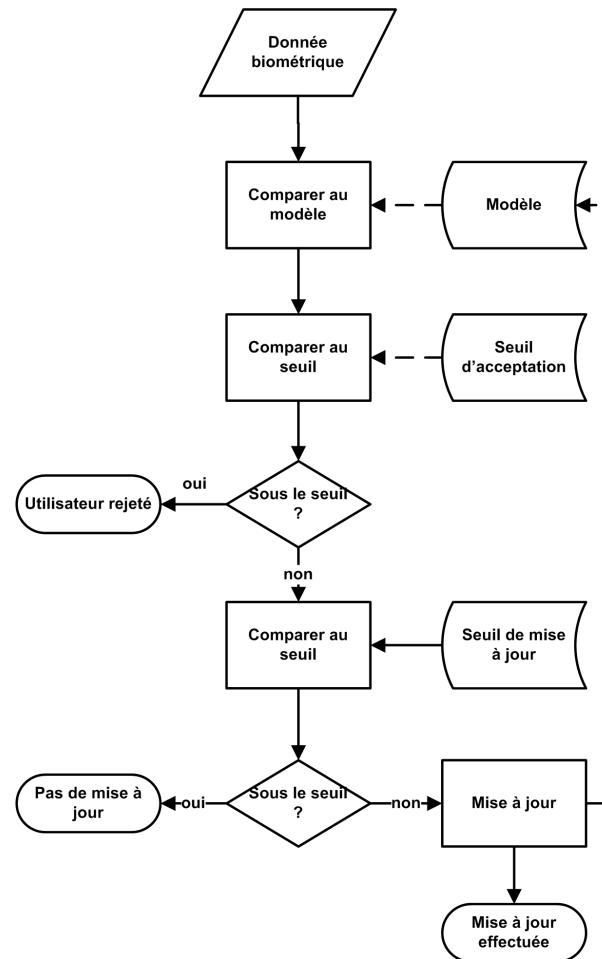 Donnée
biométrique
Comparer au
modèle
Modèle
Comparer au
seuil
Seuil
d'acceptation
oui
Utilisateur rejeté
Sous le seuil
?
non
Comparer au
seuil
Seuil de mise
à jour
Pas de mise à
jour
oui
Sous le seuil
?
non
Mise à jour
Mise à jour
effectuée